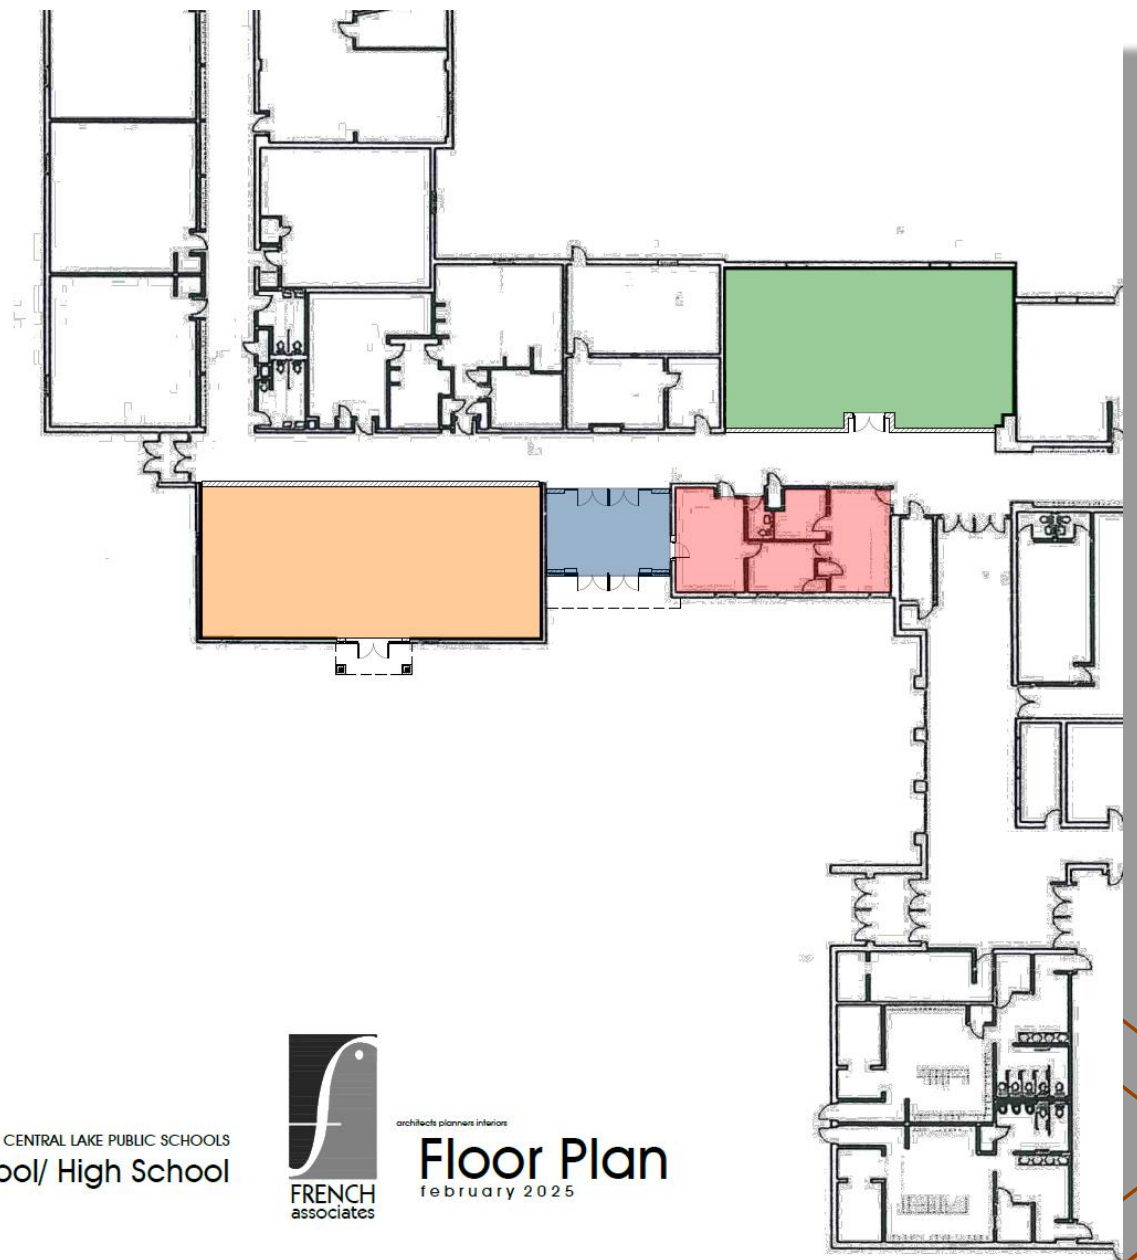 CENTRAL LAKE PUBLIC SCHOOLS
ool/ High School
FRENCH
associates
architects planners interiors
Floor Plan
february 2025